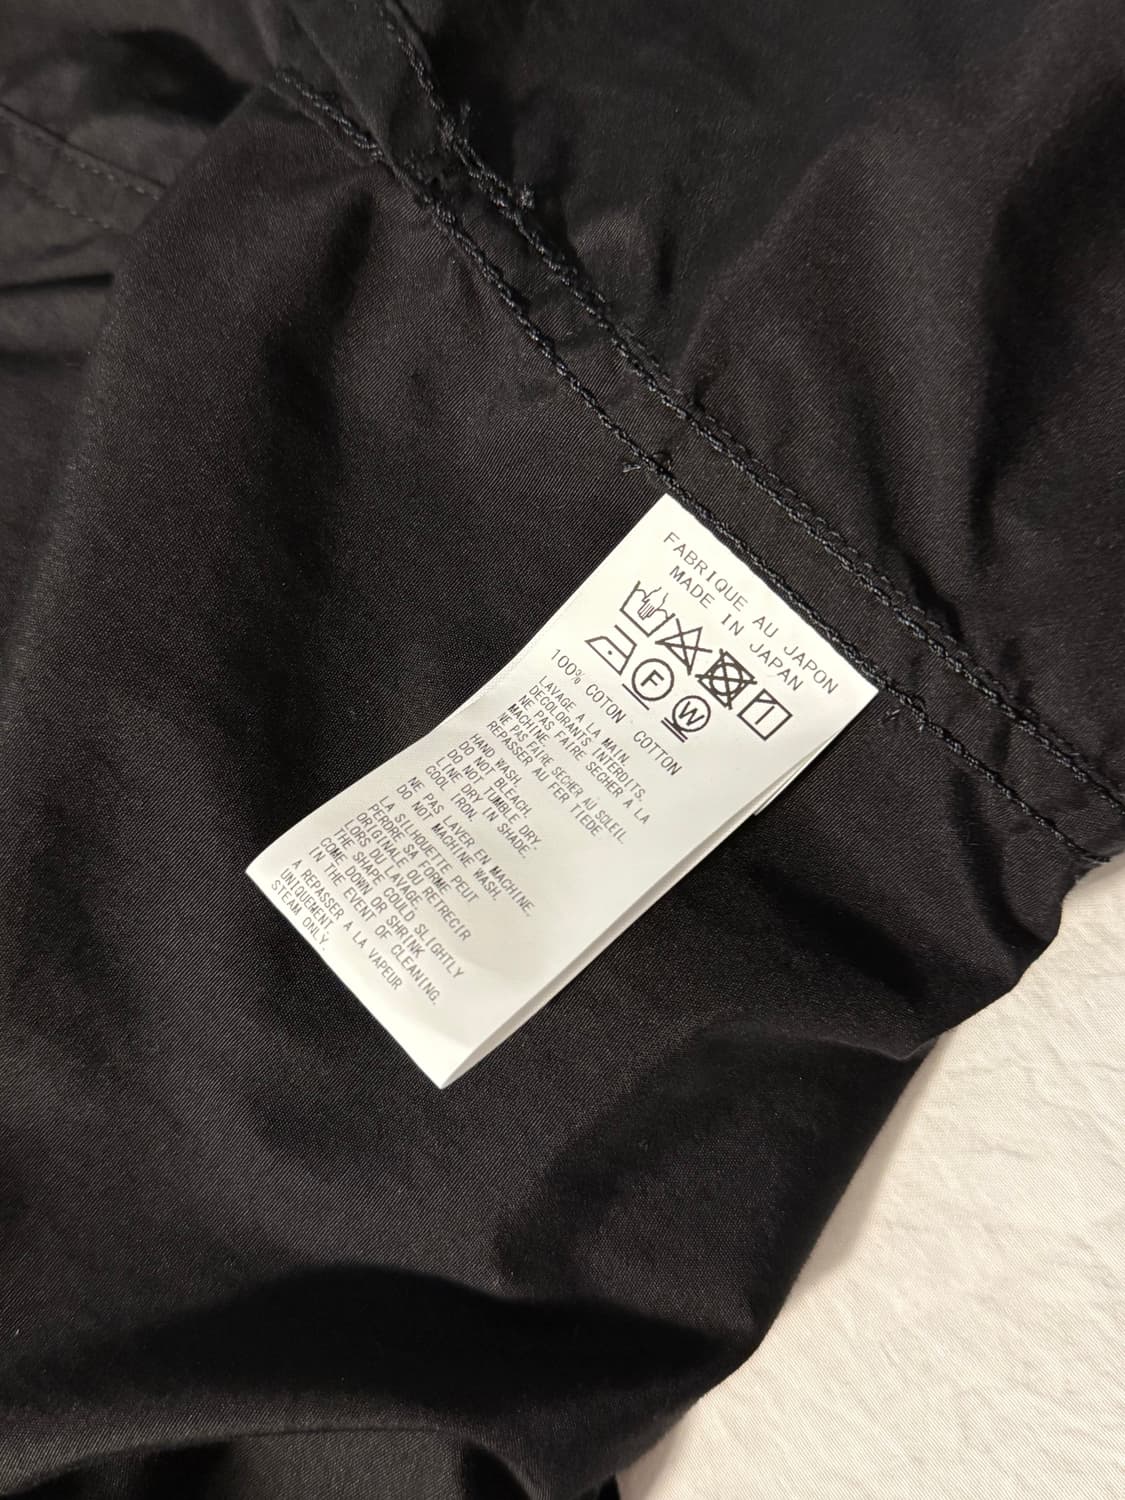 FABRIQUE AU JAPON
MADE IN JAPAN
F
W
100% COTON COTTON
LAVAGE A LA MAIN.
DECOLORANTS INTERDITS.
NE PAS FAIRE SECHER A LA
MACHINE.
NE PAS FAIRE SECHER AU SOLEIL
REPASSER AU FER TIEDE
HAND WASH.
DO NOT BLEACH.
DO NOT TUMBLE DRY.
LINE DRY IN SHADE.
COOL IRON.
NE PAS LAVER EN MACHINE.
DO NOT MACHINE WASH.
LA SILHOUETTE PEUT
PERDRE SA FORME
ORIGINALE OU RETRECIR
LORS DU LAVAGE.
THE SHAPE COULD SLIGHTLY
COME DOWN OR SHRINK
IN THE EVENT OF CLEANING.
A REPASSER A LA VAPEUR
UNIQUEMENT.
STEAM ONLY.